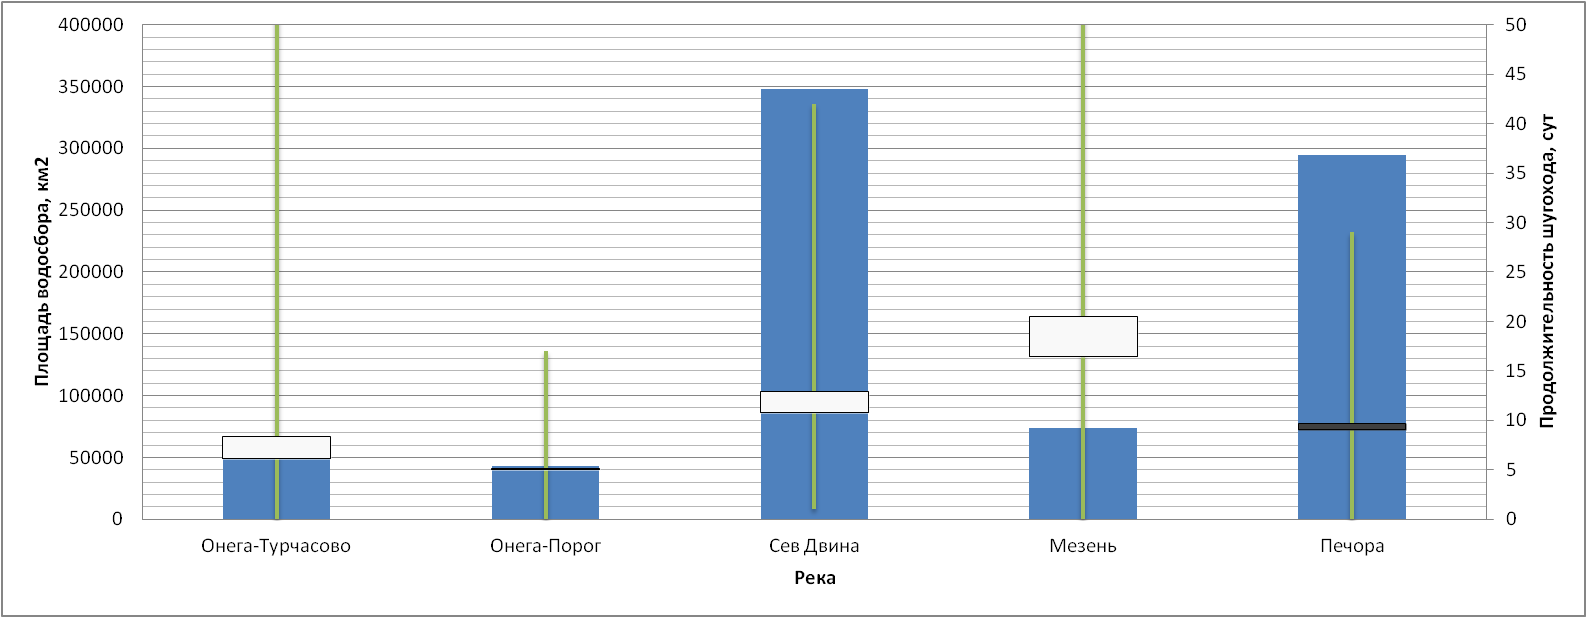 Площадь водосбора, км2
400000
350000
300000
250000
200000
150000
100000
50000
0
50
45
40
35
30
25
20
15
10
5
0
Продолжительность шугохода, сут
Онега-Турчасово
Онега-Порог
Сев Двина
Мезень
Печора
Река